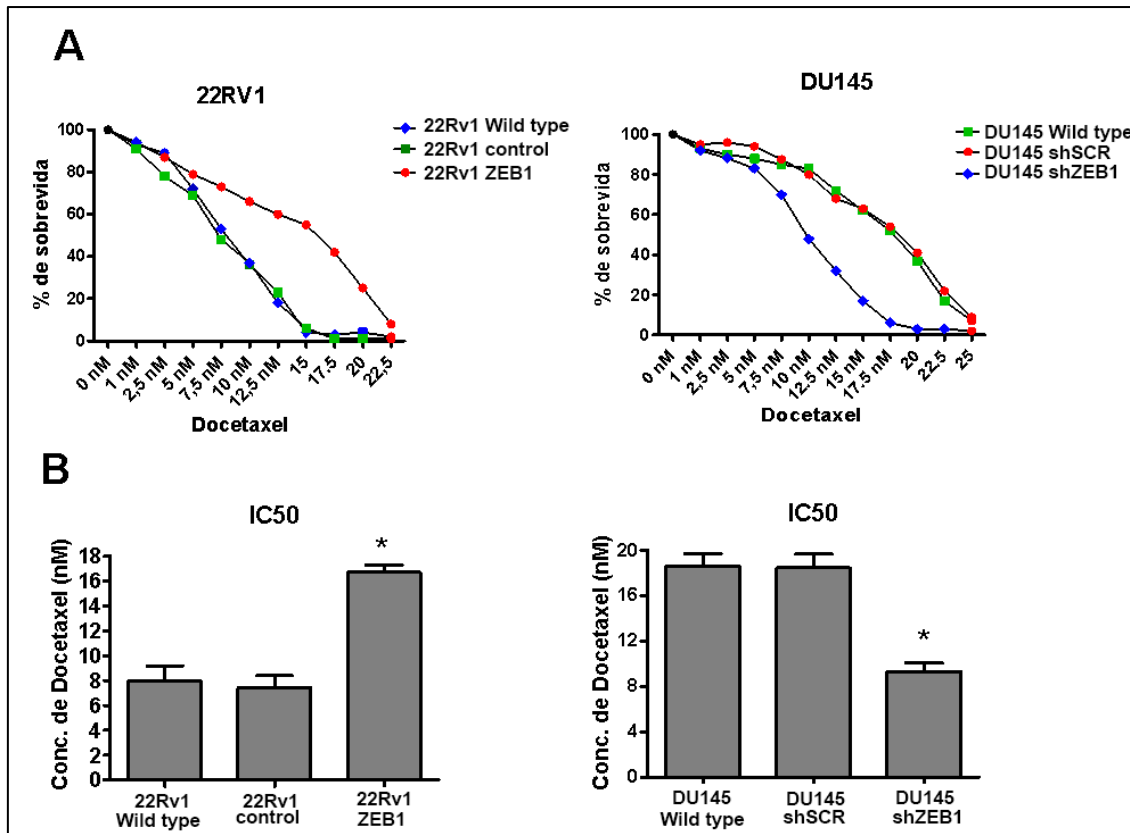 A
22RV1
22Rv1 Wild type
22Rv1 control
22Rv1 ZEB1
% de sobrevida
100
80
60
40
20
0
0 nM
1 nM
2,5 nM
5 nM
7,5 nM
10 nM
12,5 nM
15
17,5
20
22,5
Docetaxel
DU145
DU145 Wild type
DU145 shSCR
DU145 shZEB1
% de sobrevida
100
80
60
40
20
0
0 nM
1 nM
2,5 nM
5 nM
7,5 nM
10 nM
12.5 nM
15 nM
17.5 nM
20
22.5
25
Docetaxel
B
IC50
Conc. de Docetaxel (nM)
18
16
14
12
10
8
6
4
2
0
*
22Rv1
Wild type
22Rv1
control
22Rv1
ZEB1
IC50
Conc. de Docetaxel (nM)
20
16
12
8
4
0
*
DU145
Wild type
DU145
shSCR
DU145
shZEB1